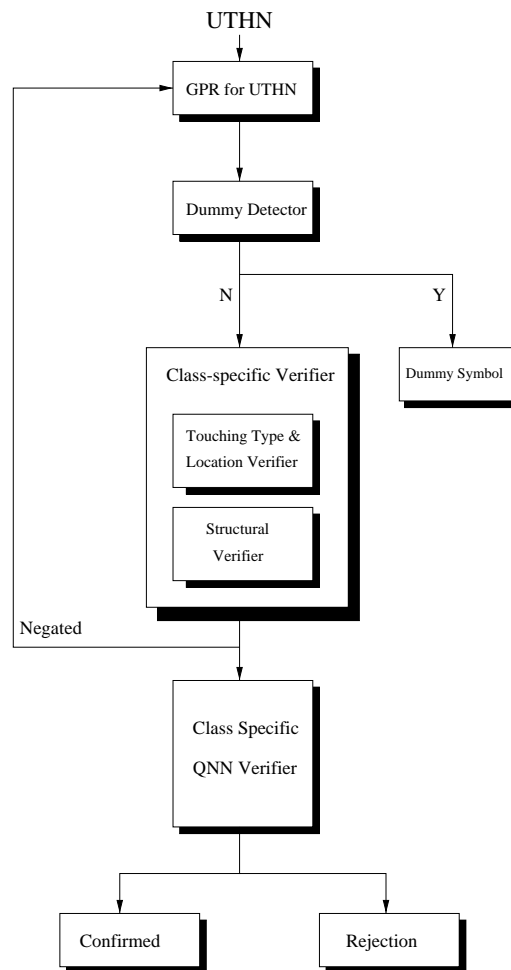 UTHN
GPR for UTHN
Dummy Detector
N
Y
Class-specific Verifier
Dummy Symbol
Touching Type &
Location Verifier
Structural
Verifier
Negated
Class Specific
QNN Verifier
Confirmed
Rejection